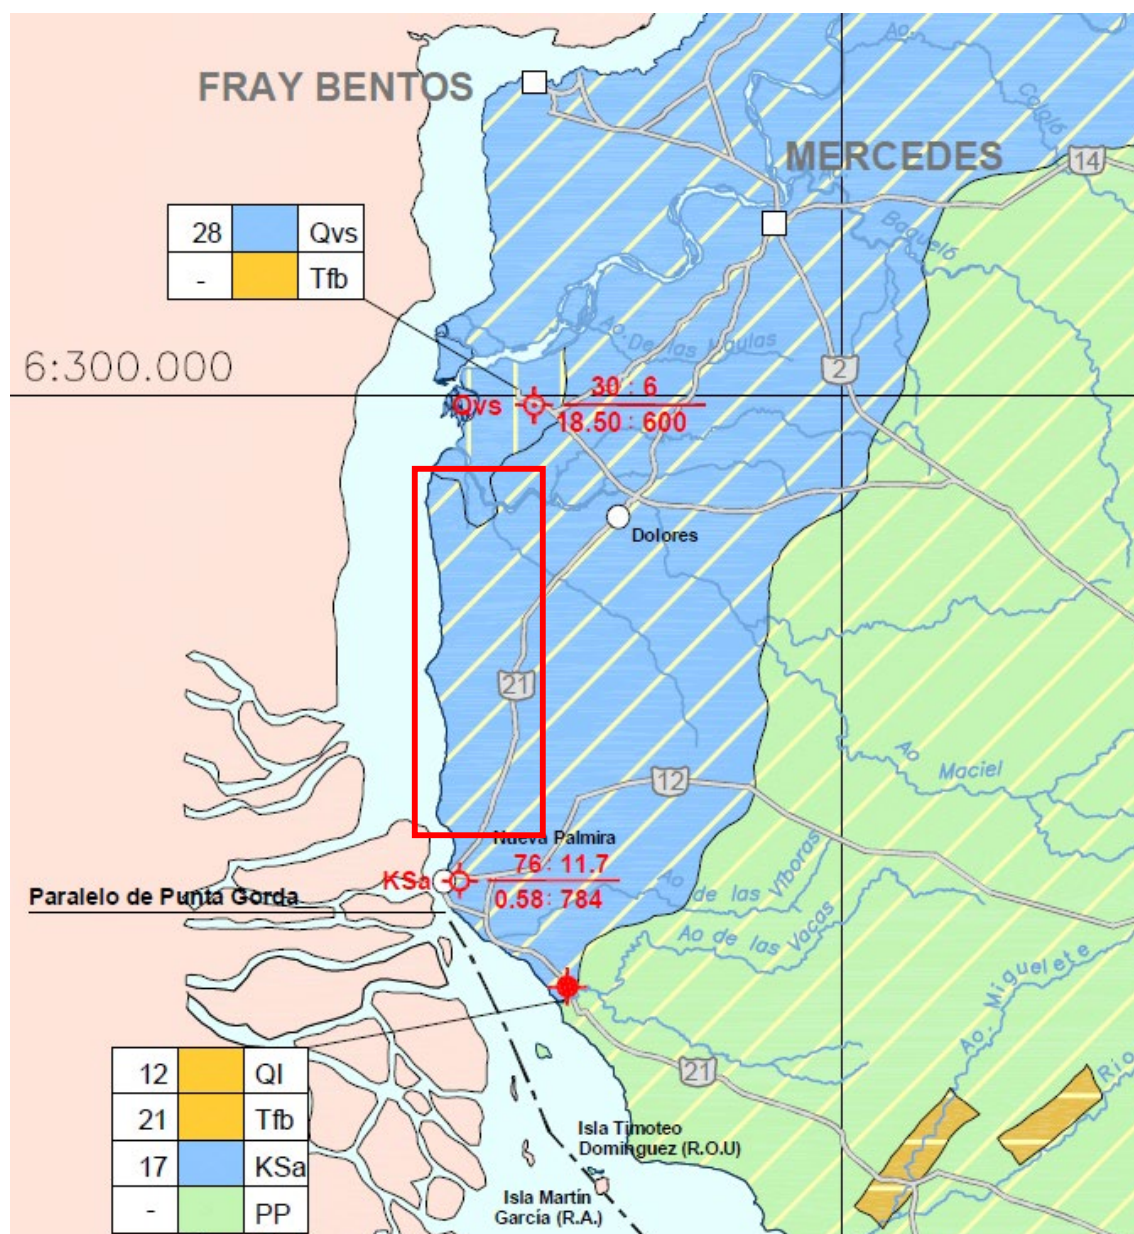 FRAY BENTOS
Ao.
Cololó
MERCEDES
14
28 Qvs
- Tfb
Bequeló
Ao. De las Maulas
6:300.000
2
Qvs
30 : 6
18.50 : 600
Dolores
21
Ao Maciel
12
Nueva Palmira
KSa
76 : 11.7
0.58 : 784
Paralelo de Punta Gorda
Ao de las Víboras
Ao de las Vacas
Ao. Miguelete
12 Ql
21 Tfb
17 KSa
- PP
21
Río
Isla Timoteo
Domínguez (R.O.U)
Isla Martín
García (R.A.)